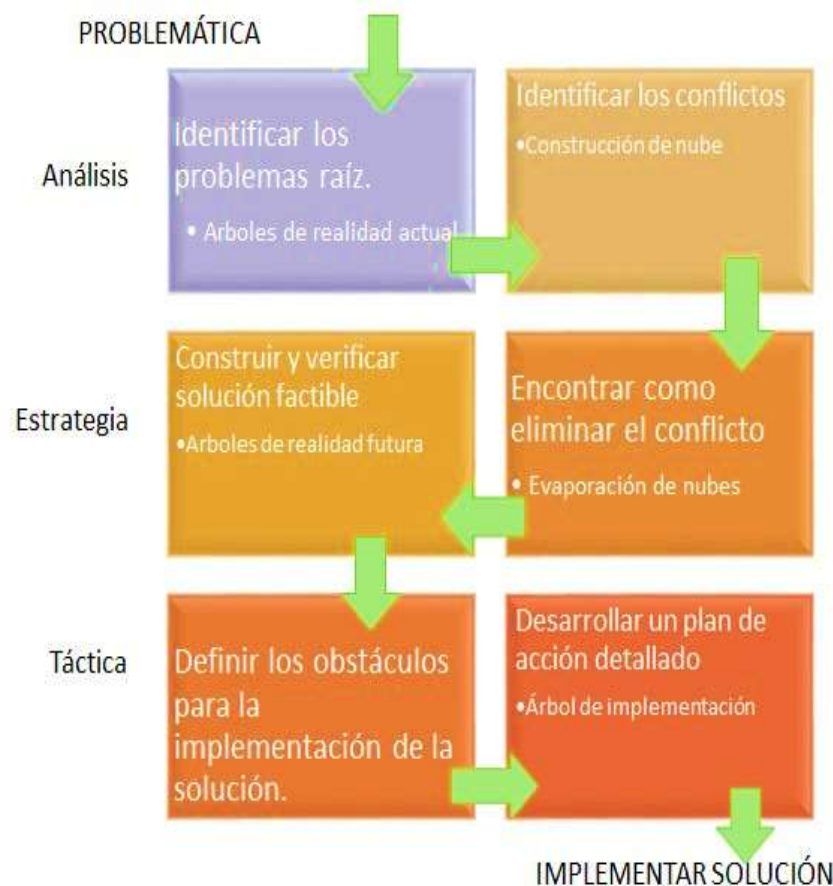 PROBLEMÁTICA
Análisis
Identificar los
problemas raíz.
• Arboles de realidad actual
Identificar los conflictos
•Construcción de nube
Estrategia
Construir y verificar
solución factible
•Arboles de realidad futura
Encontrar como
eliminar el conflicto
• Evaporación de nubes
Táctica
Definir los obstáculos
para la
implementación de la
solución.
Desarrollar un plan de
acción detallado
•Árbol de implementación
IMPLEMENTAR SOLUCIÓN